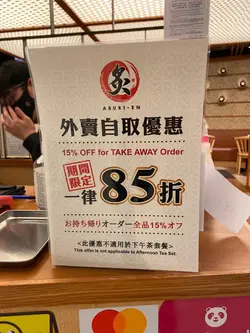 炙
ASURI-EN
外賣自取優惠
15% OFF for TAKE AWAY Order
期間
限定
一律85折
お持ち帰りオーダー全品15%オフ
<此優惠不適用於下午茶套餐>
This offer is not applicable to Afternoon Tea Set.